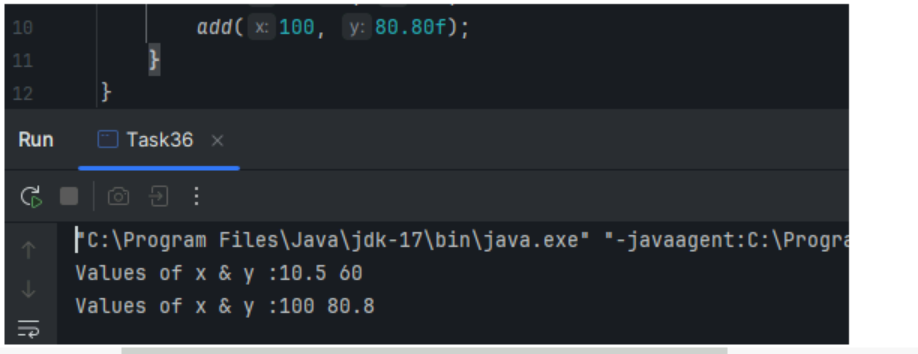 10 add( x: 100, y: 80.80f);
11 }
12 }
Run Task36 ×
"C:\Program Files\Java\jdk-17\bin\java.exe" "-javaagent:C:\Progra
Values of x & y :10.5 60
Values of x & y :100 80.8